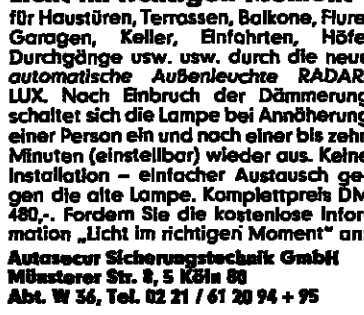 für Haustüren, Terrassen, Balkone, Flure
Garagen, Keller, Einfahrten, Höfe
Durchgänge usw. usw. durch die neue
automatische Außenleuchte RADAR
LUX. Nach Einbruch der Dämmerung
schaltet sich die Lampe bei Annäherung
einer Person ein und nach einer bis zehn
Minuten (einstellbar) wieder aus. Keine
Installation – einfacher Austausch ge-
gen die alte Lampe. Komplettpreis DM
480,-. Fordern Sie die kostenlose Infor
mation „Licht im richtigen Moment" an
Autosecur Sicherungstechnik GmbH
Münsterer Str. 8, 5 Köln 80
Abt. W 36, Tel. 02 21 / 61 20 94 + 95